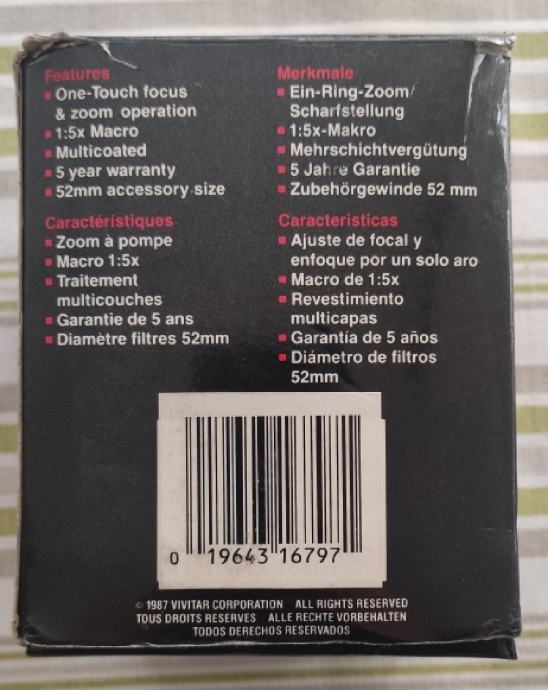 Features
▪ One-Touch focus
& zoom operation
▪ 1:5x Macro
▪ Multicoated
▪ 5 year warranty
▪ 52mm accessory size
Merkmale
▪ Ein-Ring-Zoom/
Scharfstellung
▪ 1:5x-Makro
▪ Mehrschichtvergütung
▪ 5 Jahre Garantie
▪ Zubehörgewinde 52 mm
Caractéristiques
▪ Zoom à pompe
▪ Macro 1:5x
▪ Traitement
multicouches
▪ Garantie de 5 ans
▪ Diamètre filtres 52mm
Caracteristicas
▪ Ajuste de focal y
enfoque por un solo aro
▪ Macro de 1:5x
▪ Revestimiento
multicapas
▪ Garantía de 5 años
▪ Diámetro de filtros
52mm
0 19643 16797
© 1987 VIVITAR CORPORATION ALL RIGHTS RESERVED
TOUS DROITS RESERVES ALLE RECHTE VORBEHALTEN
TODOS DERECHOS RESERVADOS